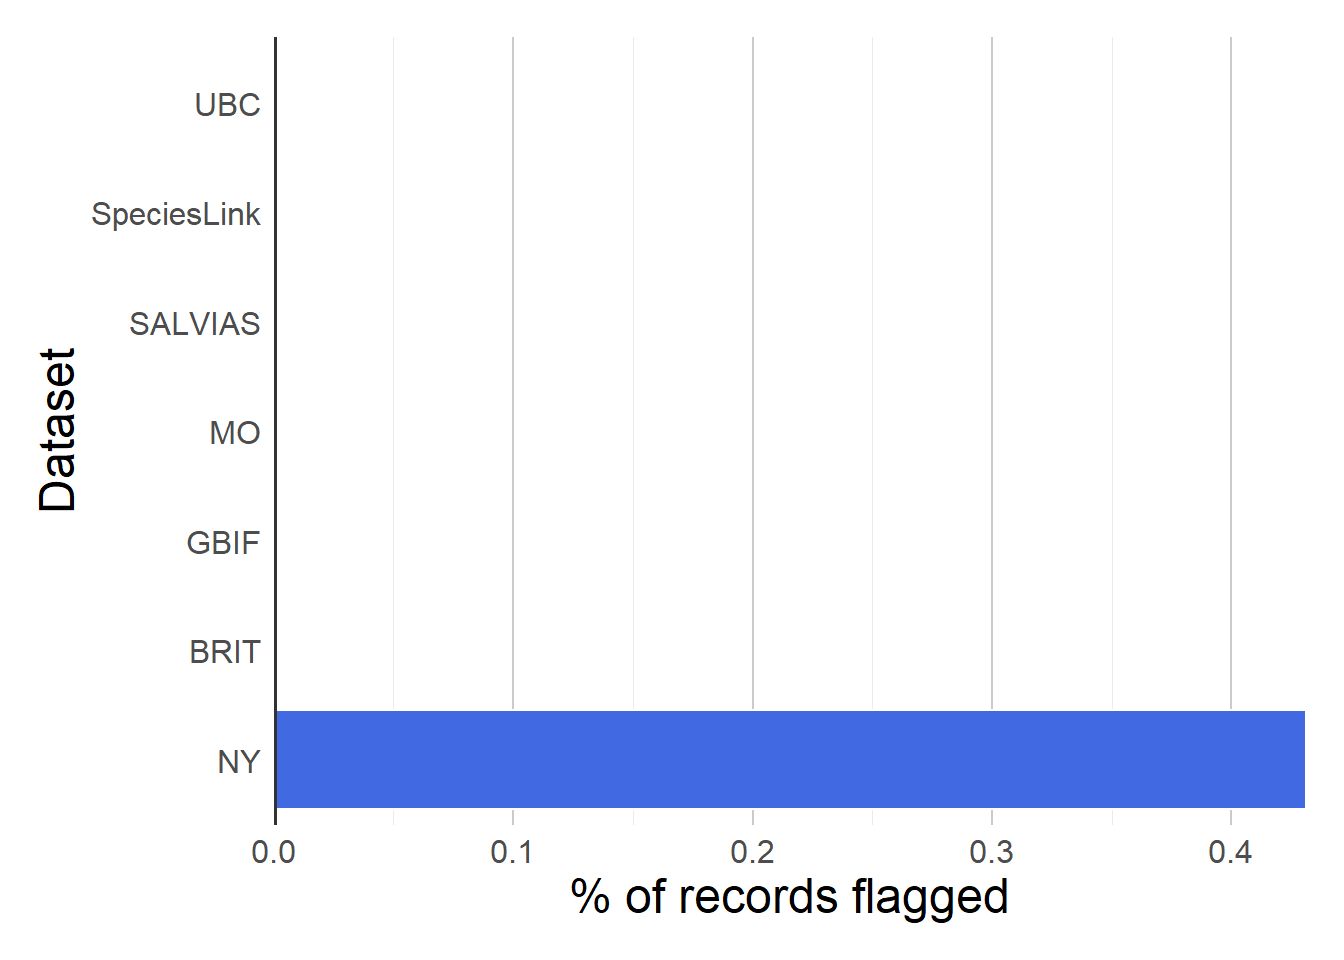 UBC
SpeciesLink
SALVIAS
MO
GBIF
BRIT
NY
Dataset
0.0 0.1 0.2 0.3 0.4
% of records flagged